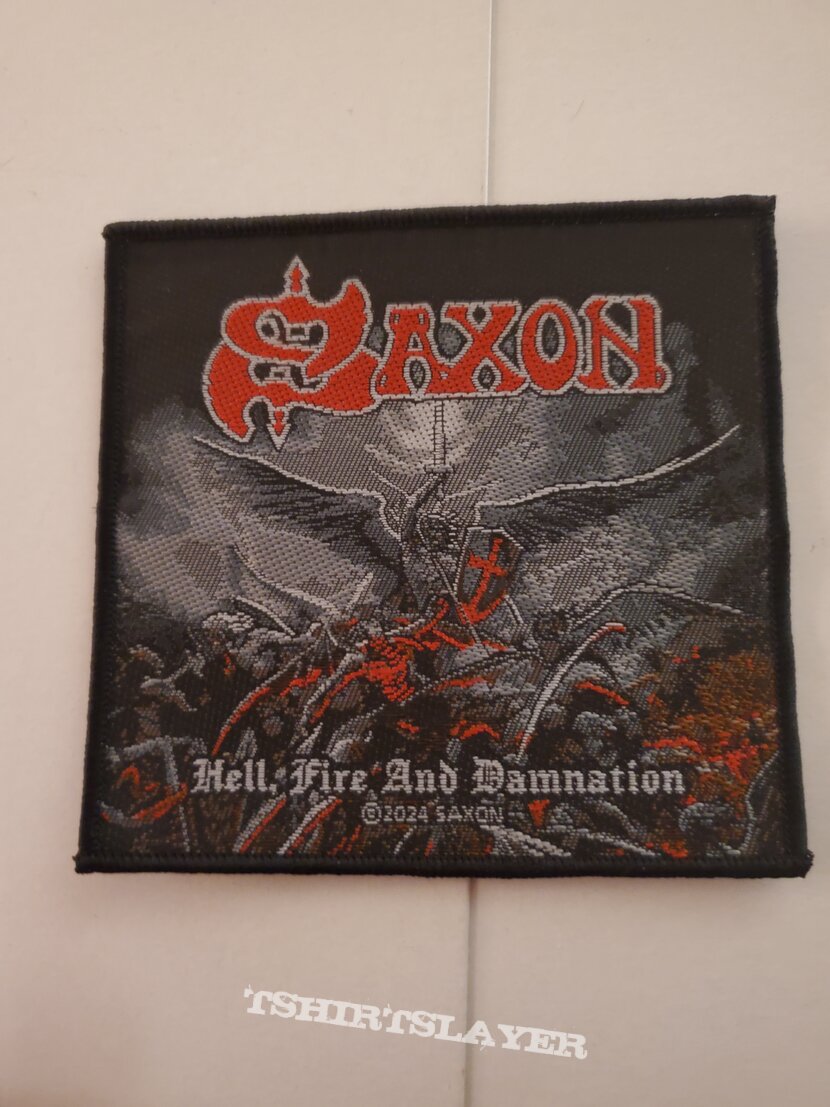 SAXON
Hell, Fire And Damnation
©2024 SAXON
TSHIRTSLAYER